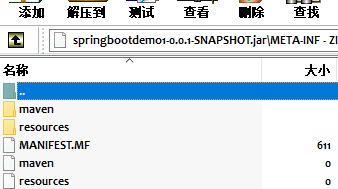 添加 解压到 测试 查看 删除 查找
springbootdemo1-0.0.1-SNAPSHOT.jar\META-INF - ZI
名称 大小
..
maven
resources
MANIFEST.MF 611
maven 0
resources 0